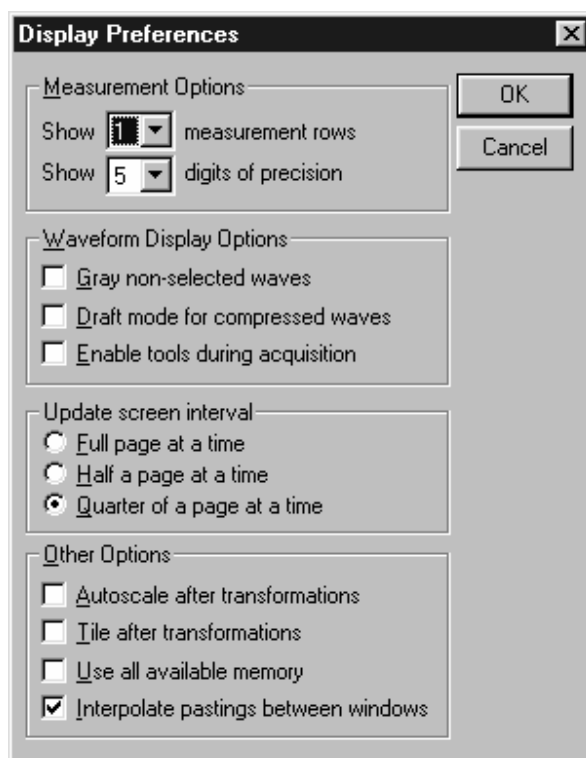 Display Preferences
Measurement Options
OK
Show 1 measurement rows
Cancel
Show 5 digits of precision
Waveform Display Options
Gray non-selected waves
Draft mode for compressed waves
Enable tools during acquisition
Update screen interval
Full page at a time
Half a page at a time
Quarter of a page at a time
Other Options
Autoscale after transformations
Tile after transformations
Use all available memory
Interpolate pastings between windows